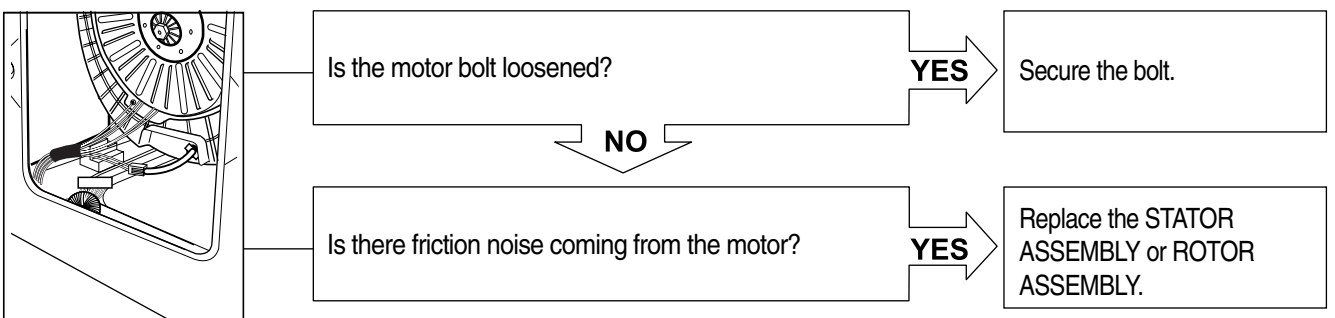 Is the motor bolt loosened?
YES
Secure the bolt.
NO
Is there friction noise coming from the motor?
YES
Replace the STATOR
ASSEMBLY or ROTOR
ASSEMBLY.